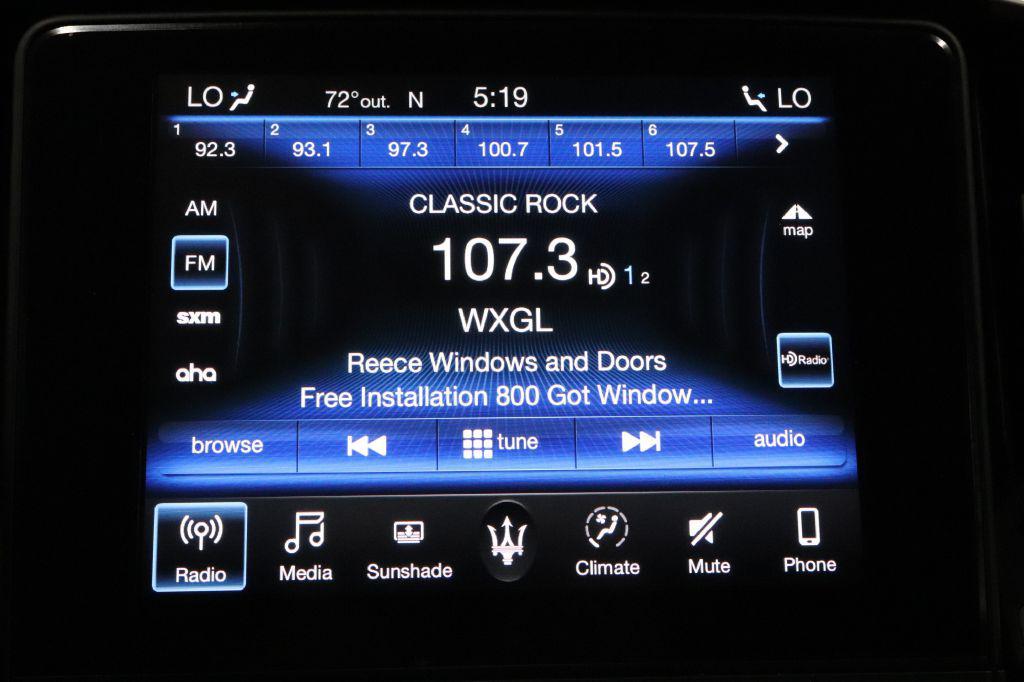 LO 72°out. N 5:19 LO
1 2 3 4 5 6
92.3 93.1 97.3 100.7 101.5 107.5
AM
CLASSIC ROCK
map
FM
107.3 HD 1 2
sxm
WXGL
HD Radio
aha
Reece Windows and Doors
Free Installation 800 Got Window...
browse tune audio
Radio Media Sunshade Climate Mute Phone